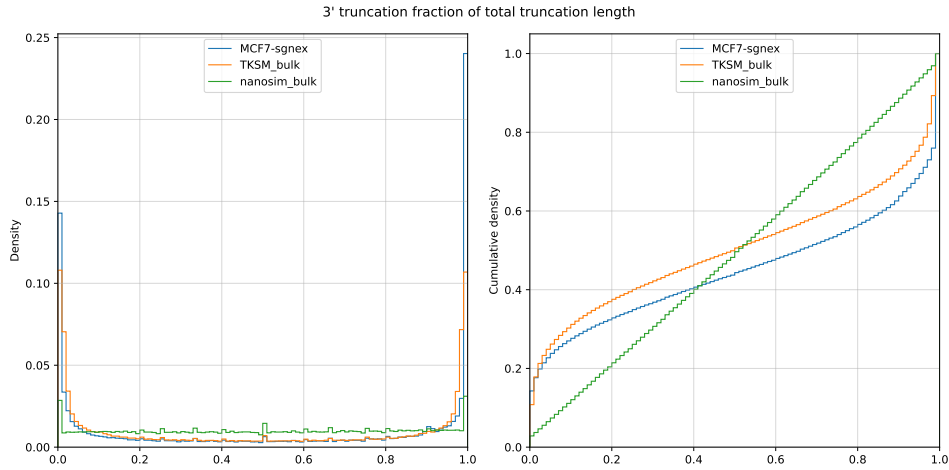 3' truncation fraction of total truncation length
MCF7-sgnex
TKSM_bulk
nanosim_bulk
Density
0.25
0.20
0.15
0.10
0.05
0.00
0.0
0.2
0.4
0.6
0.8
1.0
MCF7-sgnex
TKSM_bulk
nanosim_bulk
Cumulative density
1.0
0.8
0.6
0.4
0.2
0.0
0.0
0.2
0.4
0.6
0.8
1.0